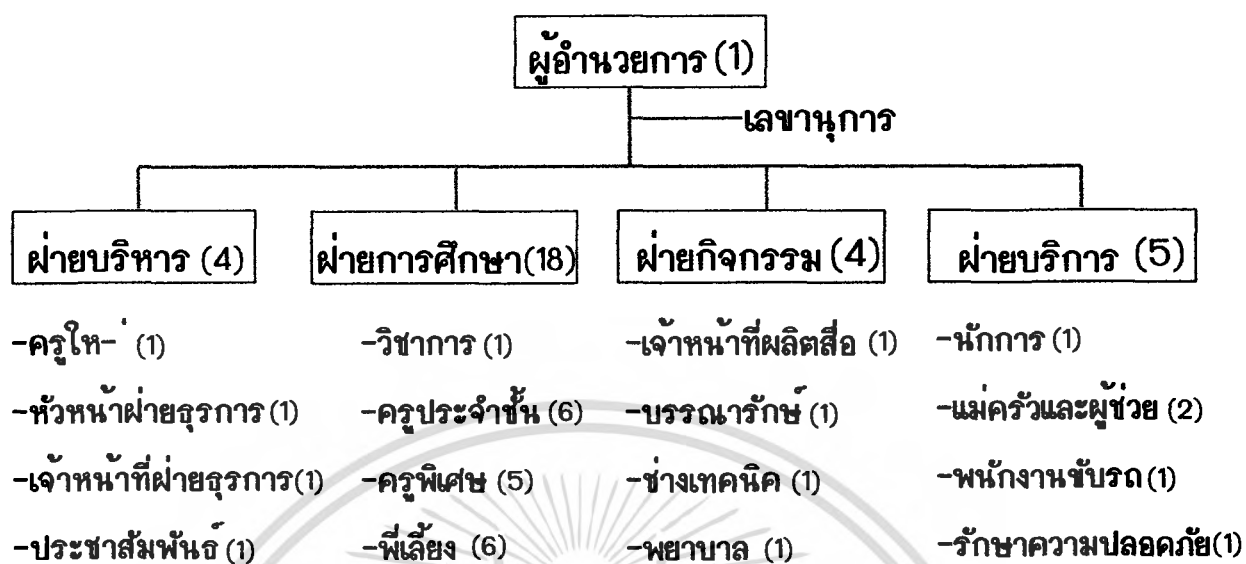 ผู้อำนวยการ (1)
เลขานุการ
ฝ่ายบริหาร (4)
ฝ่ายการศึกษา(18)
ฝ่ายกิจกรรม (4)
ฝ่ายบริการ (5)
-ครูให-่ (1)
-หัวหน้าฝ่ายธุรการ (1)
-เจ้าหน้าที่ฝ่ายธุรการ(1)
-ประชาสัมพันธ์ (1)
-วิชาการ (1)
-ครูประจำชั้น (6)
-ครูพิเศษ (5)
-พี่เลี้ยง (6)
-เจ้าหน้าที่ผลิตสื่อ (1)
-บรรณารักษ์ (1)
-ช่างเทคนิค (1)
-พยาบาล (1)
-นักการ (1)
-แม่ครัวและผู้ช่วย (2)
-พนักงานขับรถ (1)
-รักษาความปลอดภัย(1)